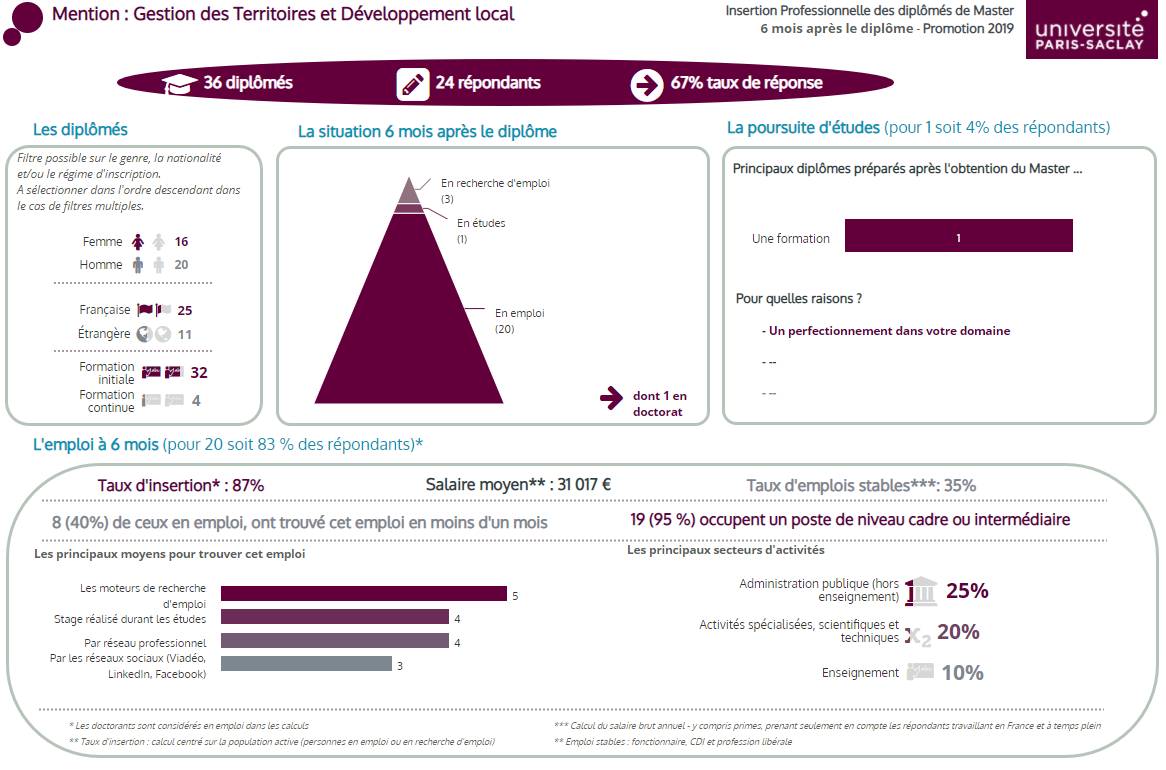 Mention : Gestion des Territoires et Développement local
Insertion Professionnelle des diplômés de Master
6 mois après le diplôme - Promotion 2019
université
PARIS-SACLAY
36 diplômés
24 répondants
67% taux de réponse
Les diplômés
Filtre possible sur le genre, la nationalité
et/ou le régime d'inscription.
A sélectionner dans l'ordre descendant dans
le cas de filtres multiples.
Femme 16
Homme 20
Française 25
Étrangère 11
Formation
initiale 32
Formation
continue 4
La situation 6 mois après le diplôme
En recherche d'emploi
(3)
En études
(1)
En emploi
(20)
dont 1 en
doctorat
La poursuite d'études (pour 1 soit 4% des répondants)
Principaux diplômes préparés après l'obtention du Master ...
Une formation 1
Pour quelles raisons ?
- Un perfectionnement dans votre domaine
- --
- --
L'emploi à 6 mois (pour 20 soit 83 % des répondants)*
Taux d'insertion* : 87%
Salaire moyen** : 31 017 €
Taux d'emplois stables***: 35%
8 (40%) de ceux en emploi, ont trouvé cet emploi en moins d'un mois
19 (95 %) occupent un poste de niveau cadre ou intermédiaire
Les principaux moyens pour trouver cet emploi
Les moteurs de recherche
d'emploi 5
Stage réalisé durant les études 4
Par réseau professionnel 4
Par les réseaux sociaux (Viadéo,
LinkedIn, Facebook) 3
Les principaux secteurs d'activités
Administration publique (hors
enseignement) 25%
Activités spécialisées, scientifiques et
techniques x2 20%
Enseignement 10%
* Les doctorants sont considérés en emploi dans les calculs
** Taux d'insertion : calcul centré sur la population active (personnes en emploi ou en recherche d'emploi)
*** Calcul du salaire brut annuel - y compris primes, prenant seulement en compte les répondants travaillant en France et à temps plein
** Emploi stables : fonctionnaire, CDI et profession libérale